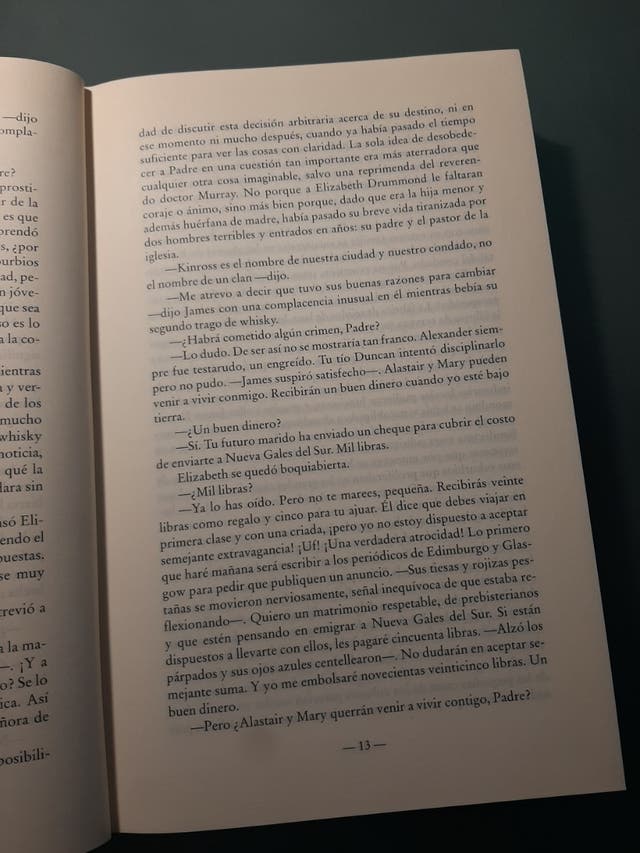 —dijo
ompla-
re?
prosti-
r de la
es que
prendó
s, ¿por
urbios
ad, pe-
n jóve-
que sea
so es lo
a la co-
ientras
a y ver-
de los
mucho
whisky
noticia,
qué la
lara sin
só Eli-
endo el
puestas.
se muy
crevió a
a la ma-
—. ¡Y a
o? Se lo
ica. Así
ñora de
posibili-
dad de discutir esta decisión arbitraria acerca de su destino, ni en
ese momento ni mucho después, cuando ya había pasado el tiempo
suficiente para ver las cosas con claridad. La sola idea de desobede-
cer a Padre en una cuestión tan importante era más aterradora que
cualquier otra cosa imaginable, salvo una reprimenda del reveren-
do doctor Murray. No porque a Elizabeth Drummond le faltaran
coraje o ánimo, sino más bien porque, dado que era la hija menor y
además huérfana de madre, había pasado su breve vida tiranizada por
dos hombres terribles y entrados en años: su padre y el pastor de la
iglesia.
—Kinross es el nombre de nuestra ciudad y nuestro condado, no
el nombre de un clan —dijo.
—Me atrevo a decir que tuvo sus buenas razones para cambiar
—dijo James con una complacencia inusual en él mientras bebía su
segundo trago de whisky.
—¿Habrá cometido algún crimen, Padre?
—Lo dudo. De ser así no se mostraría tan franco. Alexander siem-
pre fue testarudo, un engreído. Tu tío Duncan intentó disciplinarlo
pero no pudo. —James suspiró satisfecho—. Alastair y Mary pueden
venir a vivir conmigo. Recibirán un buen dinero cuando yo esté bajo
tierra.
—¿Un buen dinero?
—Sí. Tu futuro marido ha enviado un cheque para cubrir el costo
de enviarte a Nueva Gales del Sur. Mil libras.
Elizabeth se quedó boquiabierta.
—¿Mil libras?
—Ya lo has oído. Pero no te marees, pequeña. Recibirás veinte
libras como regalo y cinco para tu ajuar. Él dice que debes viajar en
primera clase y con una criada, ¡pero yo no estoy dispuesto a aceptar
semejante extravagancia! ¡Uf! ¡Una verdadera atrocidad! Lo primero
que haré mañana será escribir a los periódicos de Edimburgo y Glas-
gow para pedir que publiquen un anuncio. —Sus tiesas y rojizas pes-
tañas se movieron nerviosamente, señal inequívoca de que estaba re-
flexionando—. Quiero un matrimonio respetable, de presbiterianos
y que estén pensando en emigrar a Nueva Gales del Sur. Si están
dispuestos a llevarte con ellos, les pagaré cincuenta libras. —Alzó los
párpados y sus ojos azules centellearon—. No dudarán en aceptar se-
mejante suma. Y yo me embolsaré novecientas veinticinco libras. Un
buen dinero.
—Pero ¿Alastair y Mary querrán venir a vivir contigo, Padre?
—13—